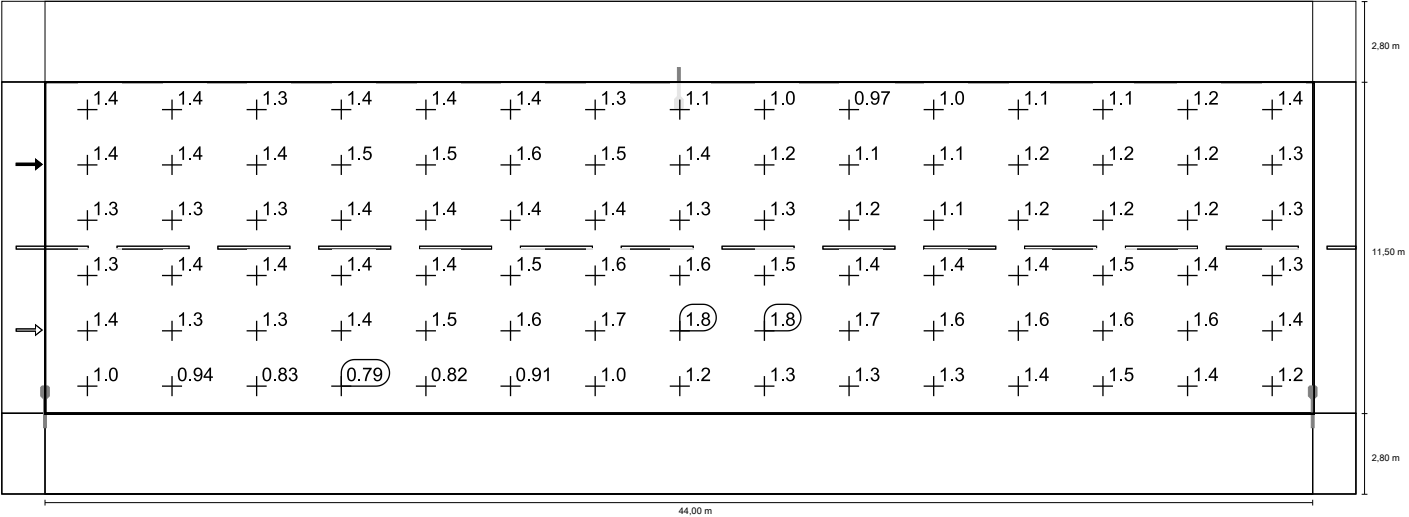 2,80 m
1.4 1.4 1.3 1.4 1.4 1.4 1.3 1.1 1.0 0.97 1.0 1.1 1.1 1.2 1.4
1.4 1.4 1.4 1.5 1.5 1.6 1.5 1.4 1.2 1.1 1.1 1.2 1.2 1.2 1.3
1.3 1.3 1.3 1.4 1.4 1.4 1.4 1.3 1.3 1.2 1.1 1.2 1.2 1.2 1.3
11,50 m
1.3 1.4 1.4 1.4 1.4 1.5 1.6 1.6 1.5 1.4 1.4 1.4 1.5 1.4 1.3
1.4 1.3 1.3 1.4 1.5 1.6 1.7 1.8 1.8 1.7 1.6 1.6 1.6 1.6 1.4
1.0 0.94 0.83 0.79 0.82 0.91 1.0 1.2 1.3 1.3 1.3 1.4 1.5 1.4 1.2
2,80 m
44,00 m